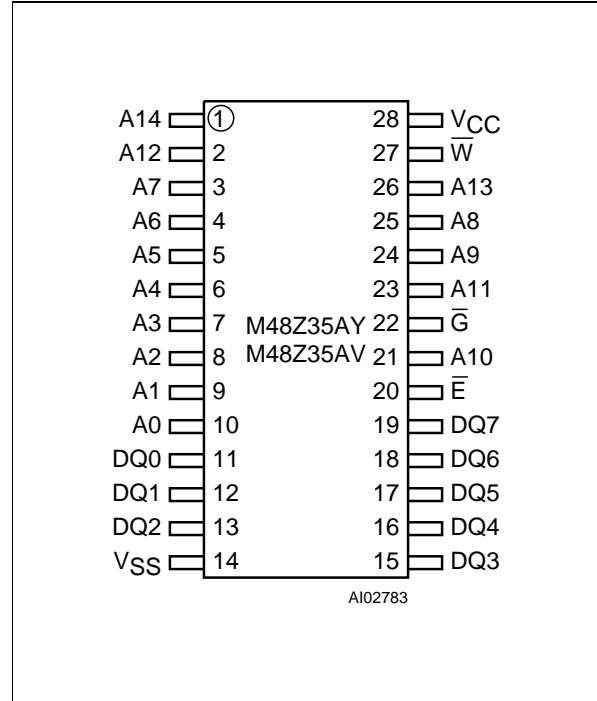 A14 1 28 VCC
A12 2 27 W̅
A7 3 26 A13
A6 4 25 A8
A5 5 24 A9
A4 6 23 A11
A3 7 M48Z35AY 22 G̅
A2 8 M48Z35AV 21 A10
A1 9 20 E̅
A0 10 19 DQ7
DQ0 11 18 DQ6
DQ1 12 17 DQ5
DQ2 13 16 DQ4
VSS 14 15 DQ3
AI02783